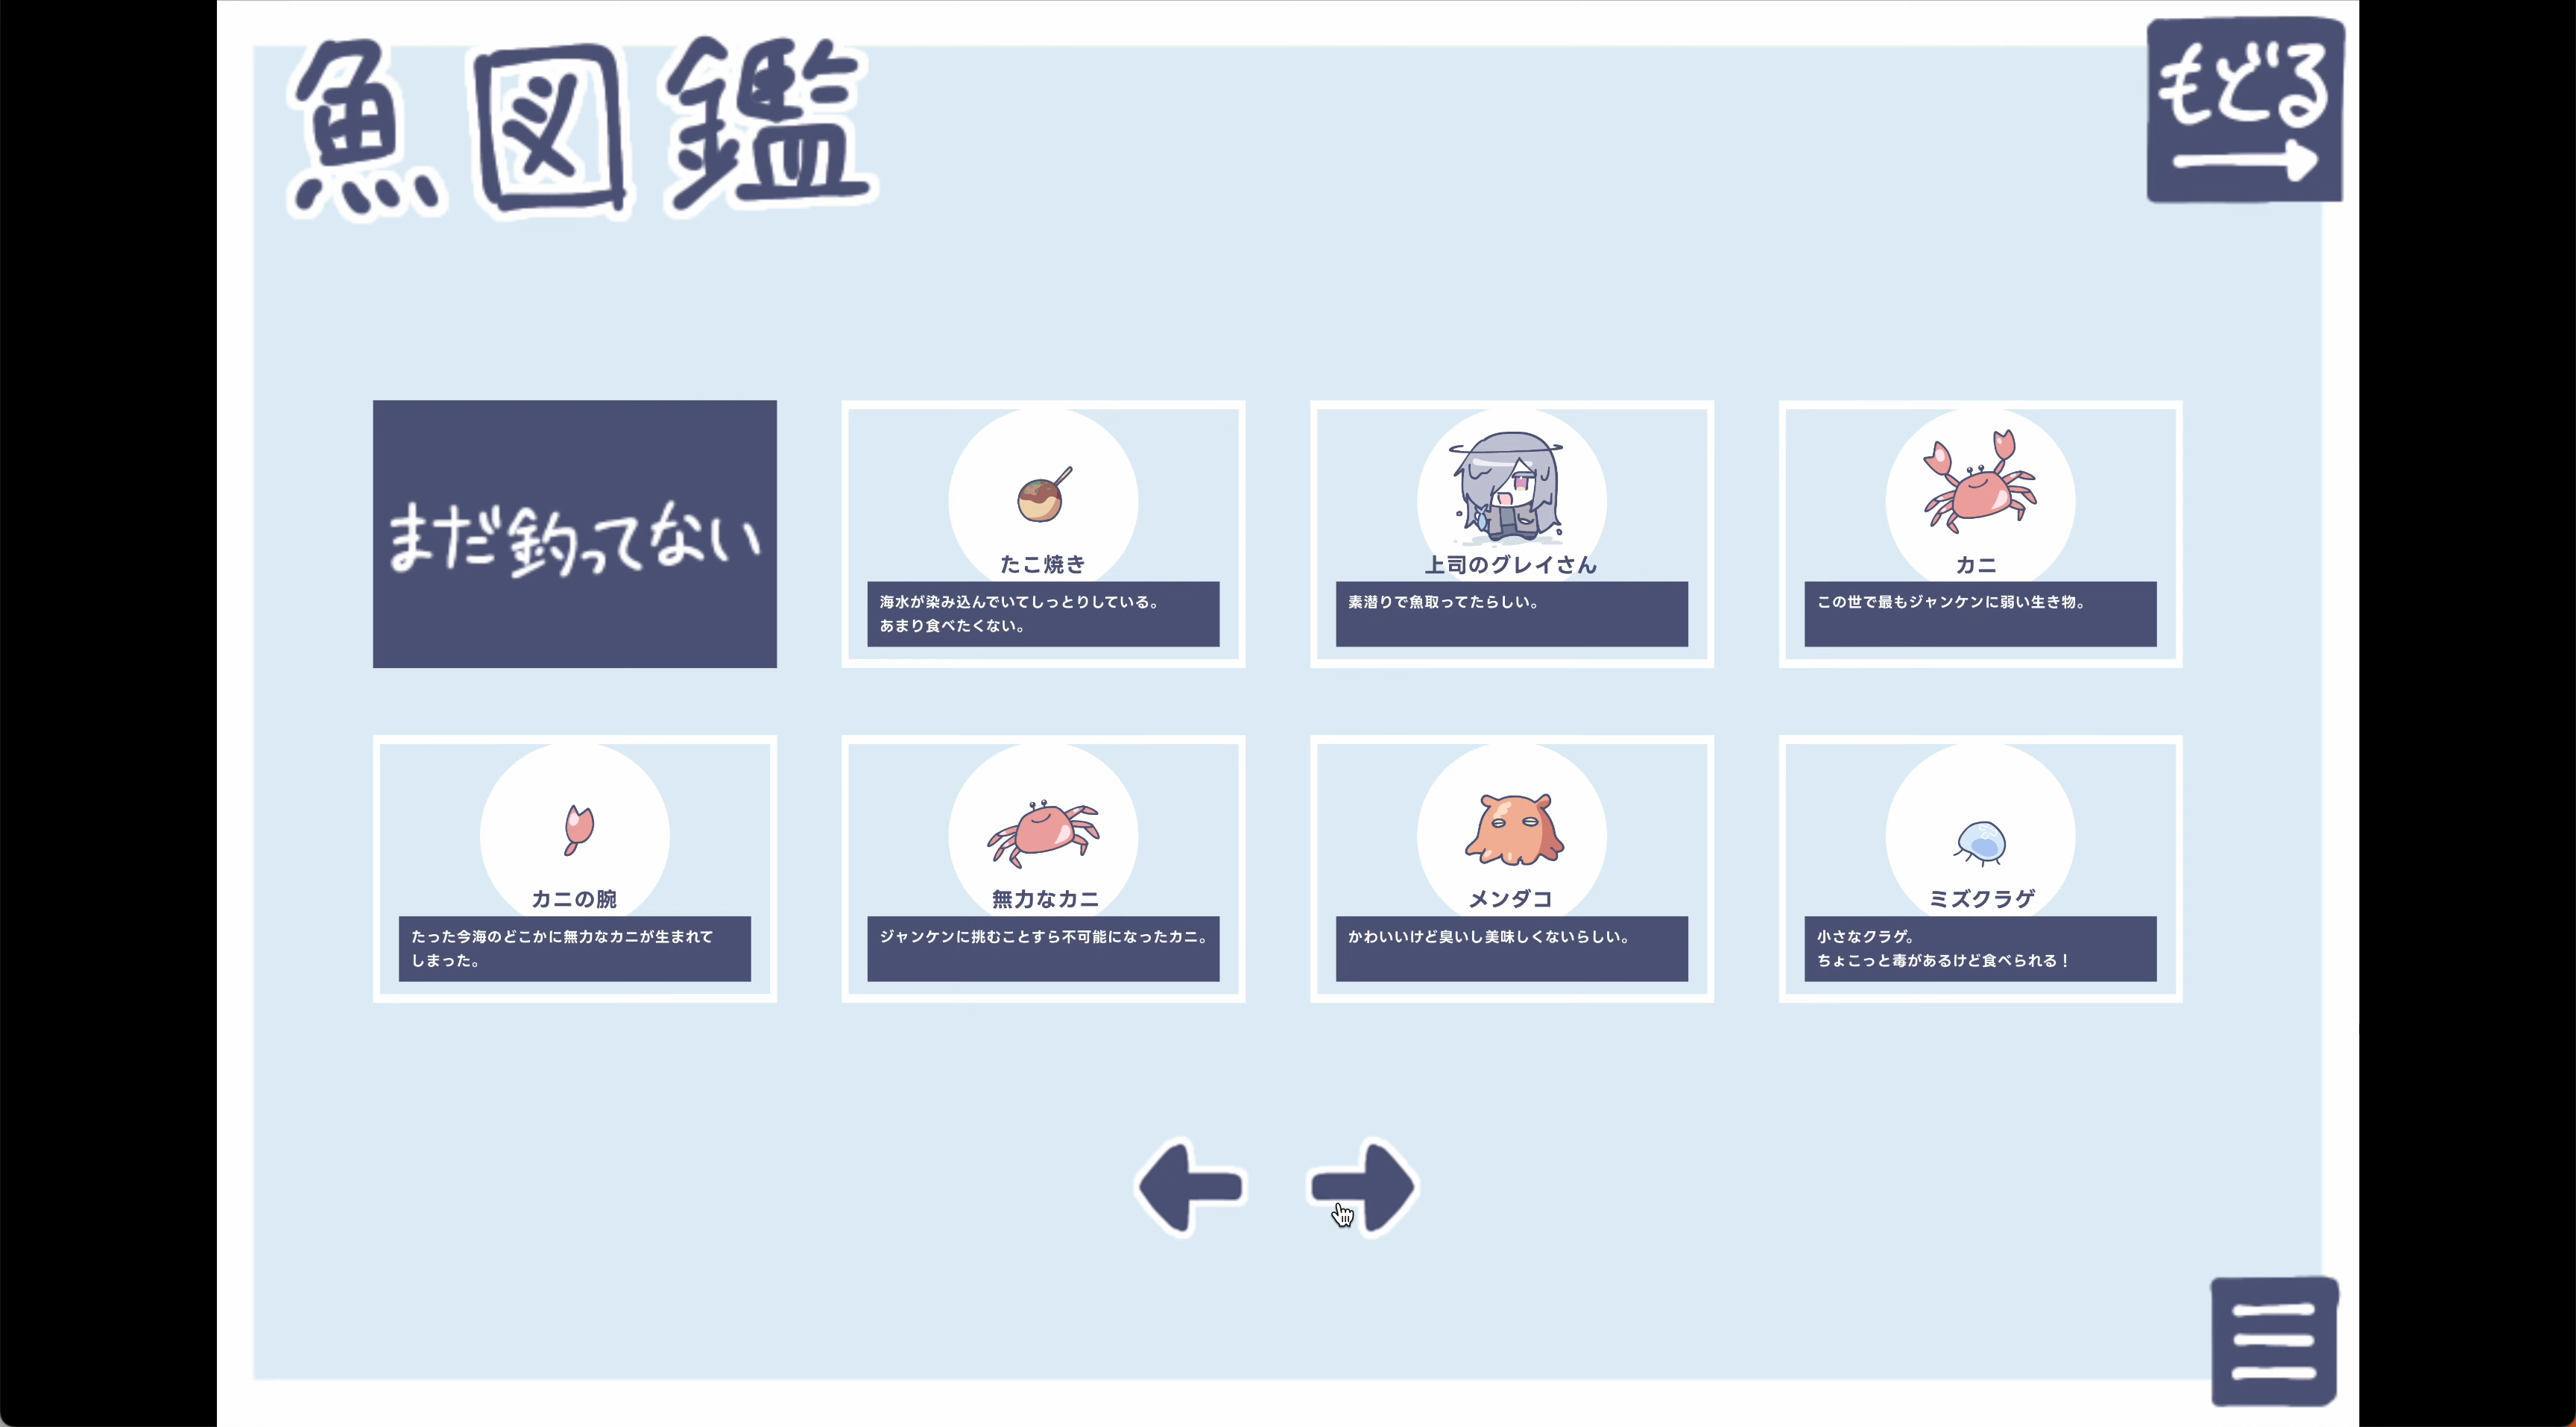 魚図鑑
もどる
まだ釣ってない
たこ焼き
海水が染み込んでいてしっとりしている。
あまり食べたくない。
上司のグレイさん
素潜りで魚取ってたらしい。
カニ
この世で最もジャンケンに弱い生き物。
カニの腕
たった今海のどこかに無力なカニが生まれて
しまった。
無力なカニ
ジャンケンに挑むことすら不可能になったカニ。
メンダコ
かわいいけど臭いし美味しくないらしい。
ミズクラゲ
小さなクラゲ。
ちょこっと毒があるけど食べられる！